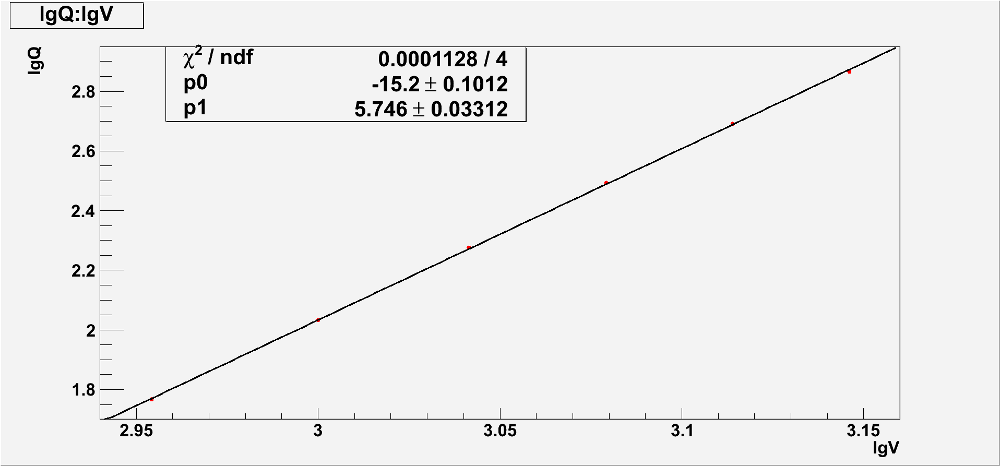 lgQ:lgV
lgQ
χ² / ndf 0.0001128 / 4
p0 -15.2 ± 0.1012
p1 5.746 ± 0.03312
2.8
2.6
2.4
2.2
2
1.8
2.95 3 3.05 3.1 3.15
lgV